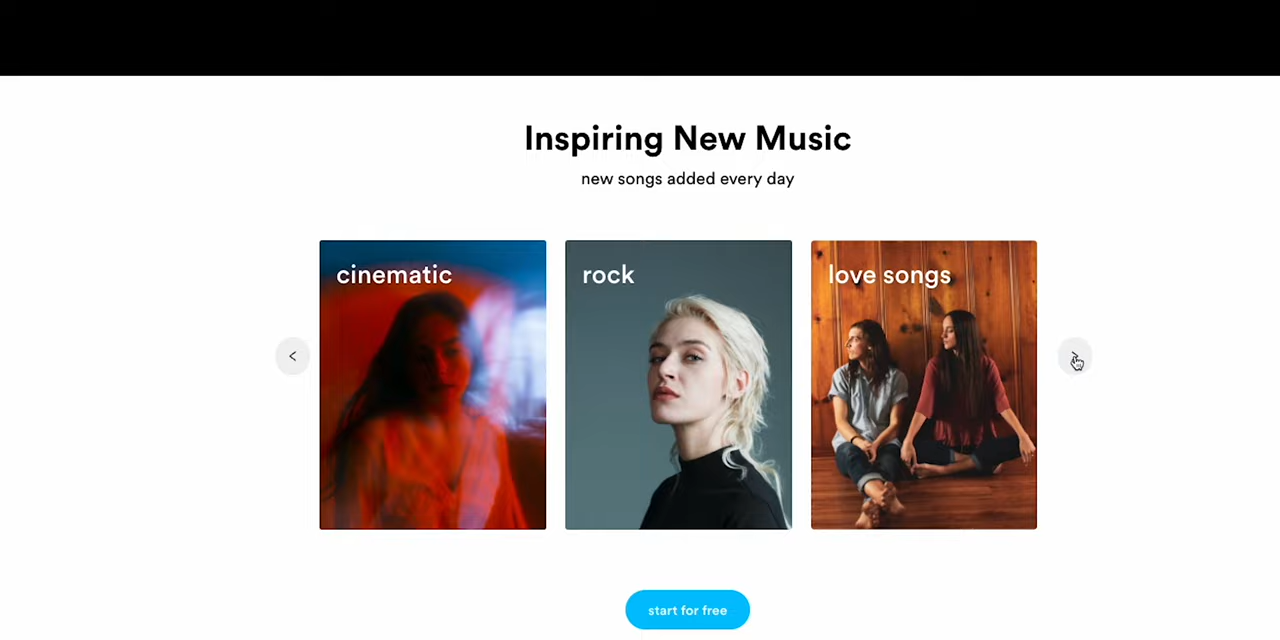 Inspiring New Music
new songs added every day
cinematic
rock
love songs
<
>
start for free